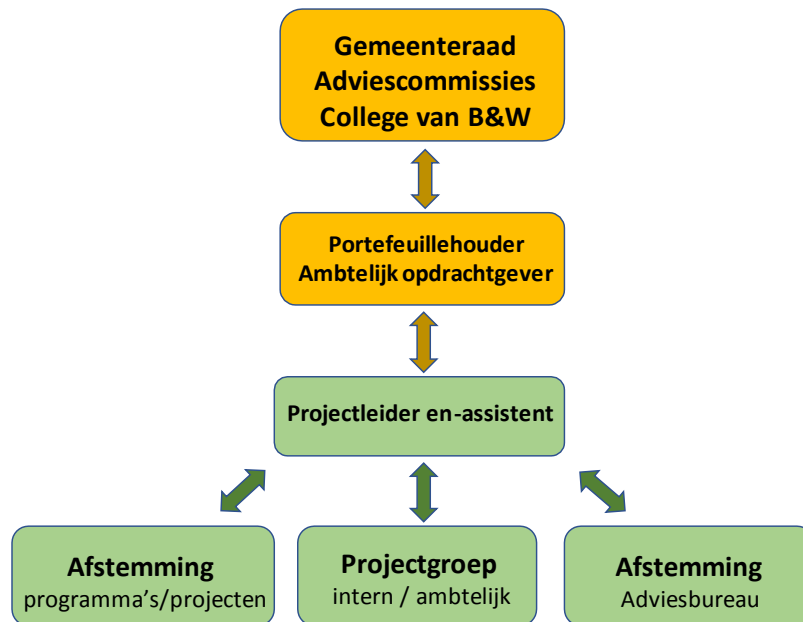 Gemeenteraad
Adviescommissies
College van B&W
Portefeuillehouder
Ambtelijk opdrachtgever
Projectleider en-assistent
Afstemming
programma's/projecten
Projectgroep
intern / ambtelijk
Afstemming
Adviesbureau